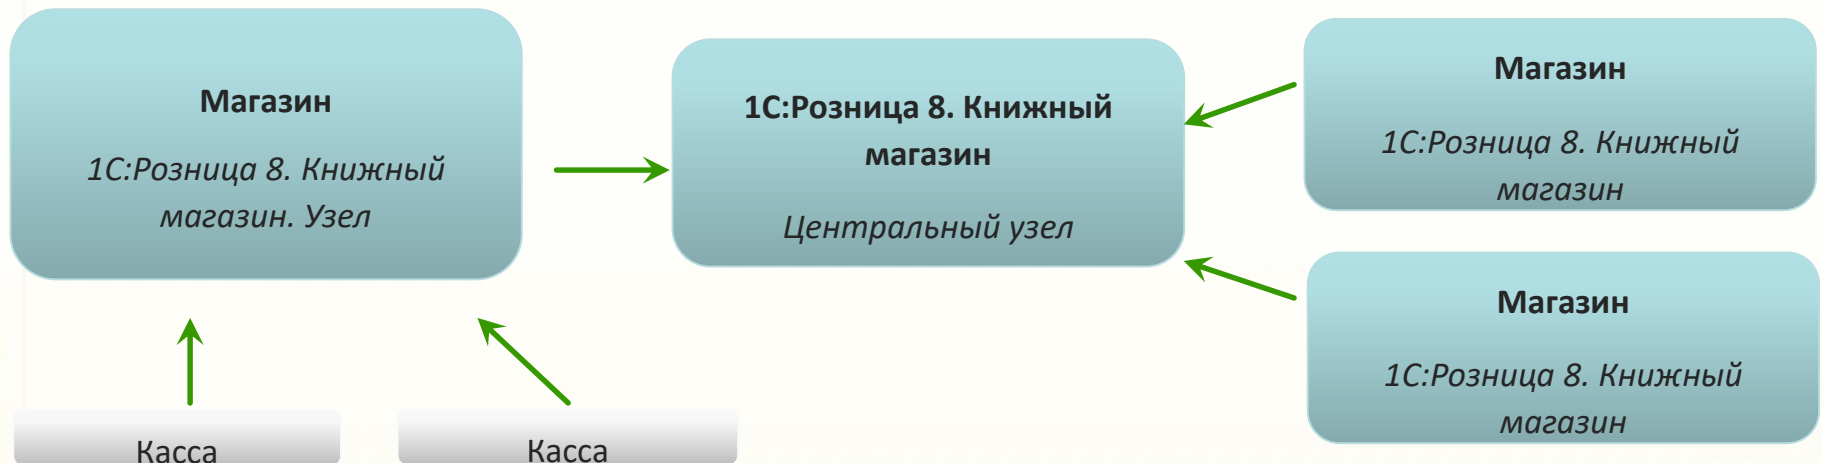 Магазин
1С:Розница 8. Книжный
магазин. Узел
1С:Розница 8. Книжный
магазин
Центральный узел
Магазин
1С:Розница 8. Книжный
магазин
Магазин
1С:Розница 8. Книжный
магазин
Касса
Касса